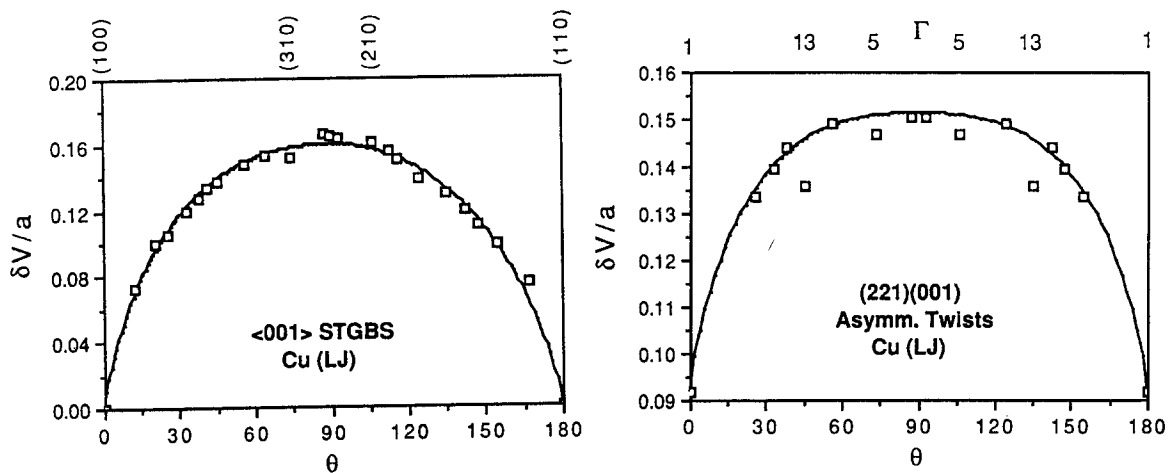 (100)
(310)
(210)
(110)
0.20
0.16
0.12
0.08
0.04
0.00
δV/a
<001> STGBS
Cu (LJ)
0 30 60 90 120 150 180
θ
Γ
1 13 5 5 13 1
0.16
0.15
0.14
0.13
0.12
0.11
0.10
0.09
δV/a
(221)(001)
Asymm. Twists
Cu (LJ)
0 30 60 90 120 150 180
θ